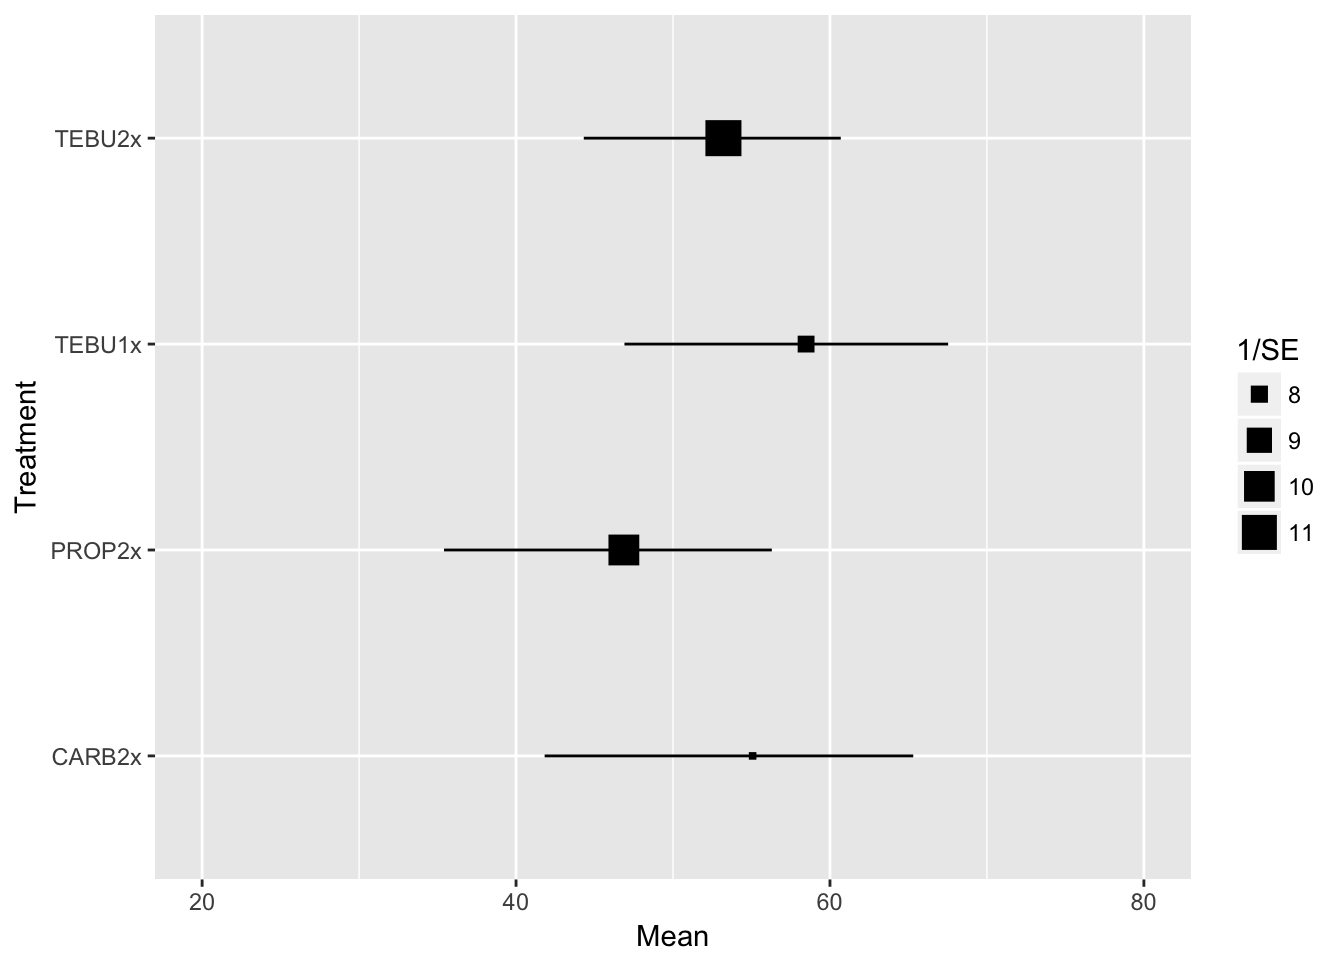 TEBU2x
TEBU1x
PROP2x
CARB2x
Treatment
20 40 60 80
Mean
1/SE
8
9
10
11